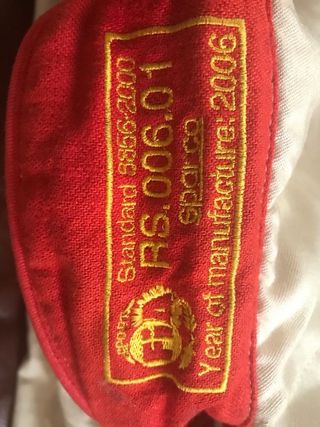 Standard 8856-2000
RS.006.01
sparco
Year of manufacture: 2006